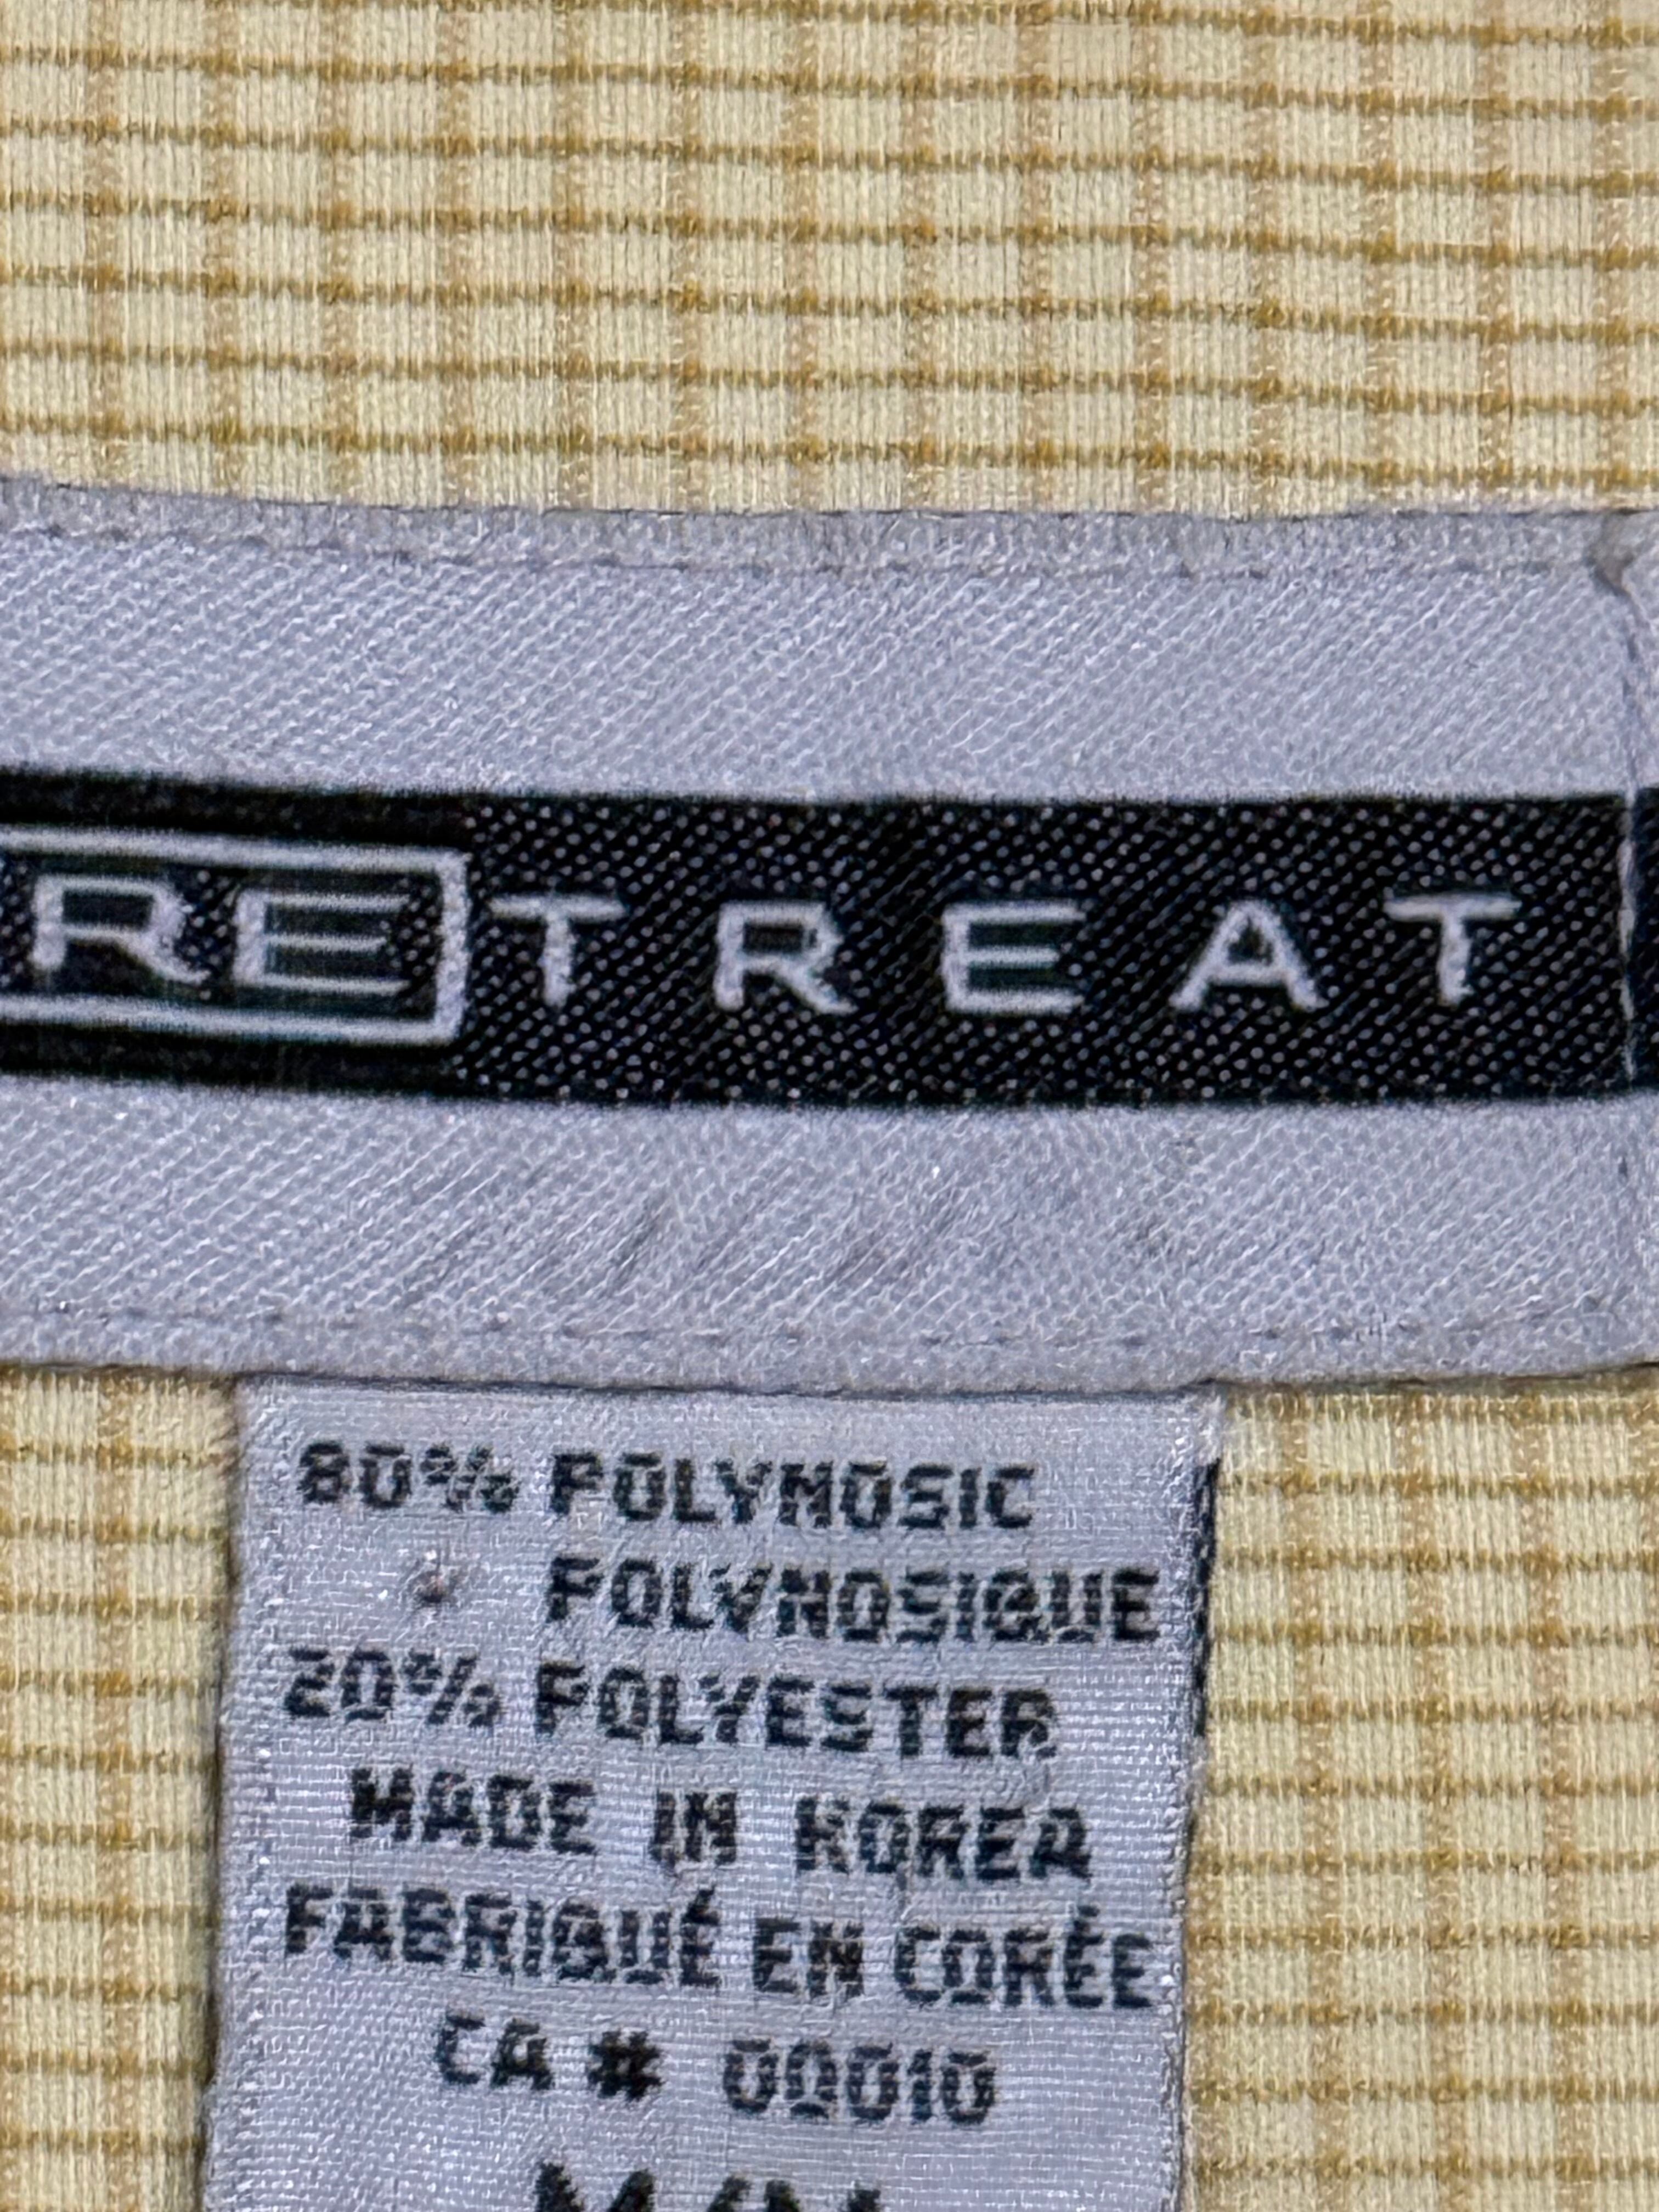 RETREAT
80% POLYNOSIC
POLYNOSIQUE
20% POLYESTER
MADE IN KOREA
FABRIQUÉ EN CORÉE
CA # 00010